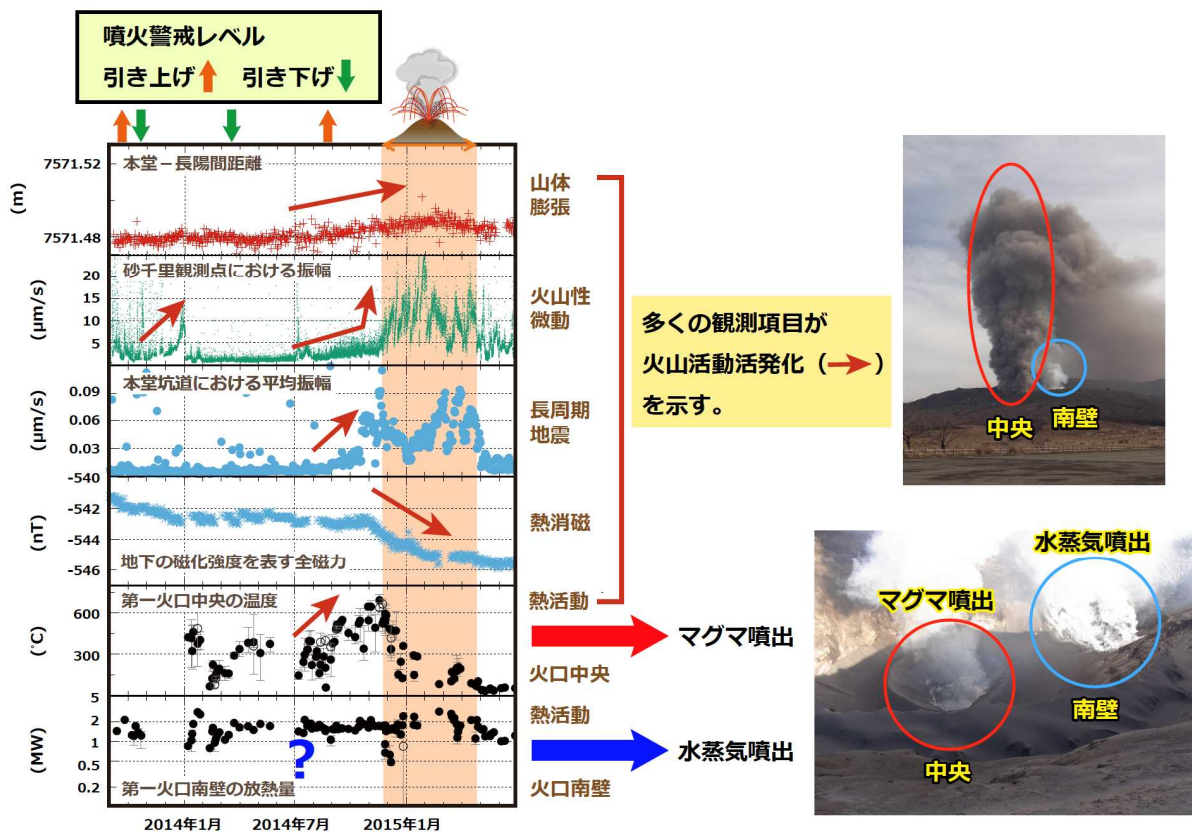 噴火警戒レベル
引き上げ 引き下げ
7571.52
7571.48
(m)
本堂－長陽間距離
山体
膨張
20
15
10
5
(μm/s)
砂千里観測点における振幅
火山性
微動
0.09
0.06
0.03
(μm/s)
本堂坑道における平均振幅
長周期
地震
-540
-542
-544
-546
(nT)
地下の磁化強度を表す全磁力
熱消磁
600
300
(℃)
第一火口中央の温度
熱活動
マグマ噴出
火口中央
5
2
1
0.5
0.2
(MW)
?
第一火口南壁の放熱量
熱活動
水蒸気噴出
火口南壁
2014年1月 2014年7月 2015年1月
多くの観測項目が
火山活動活発化（ ）
を示す。
中央
南壁
水蒸気噴出
マグマ噴出
南壁
中央